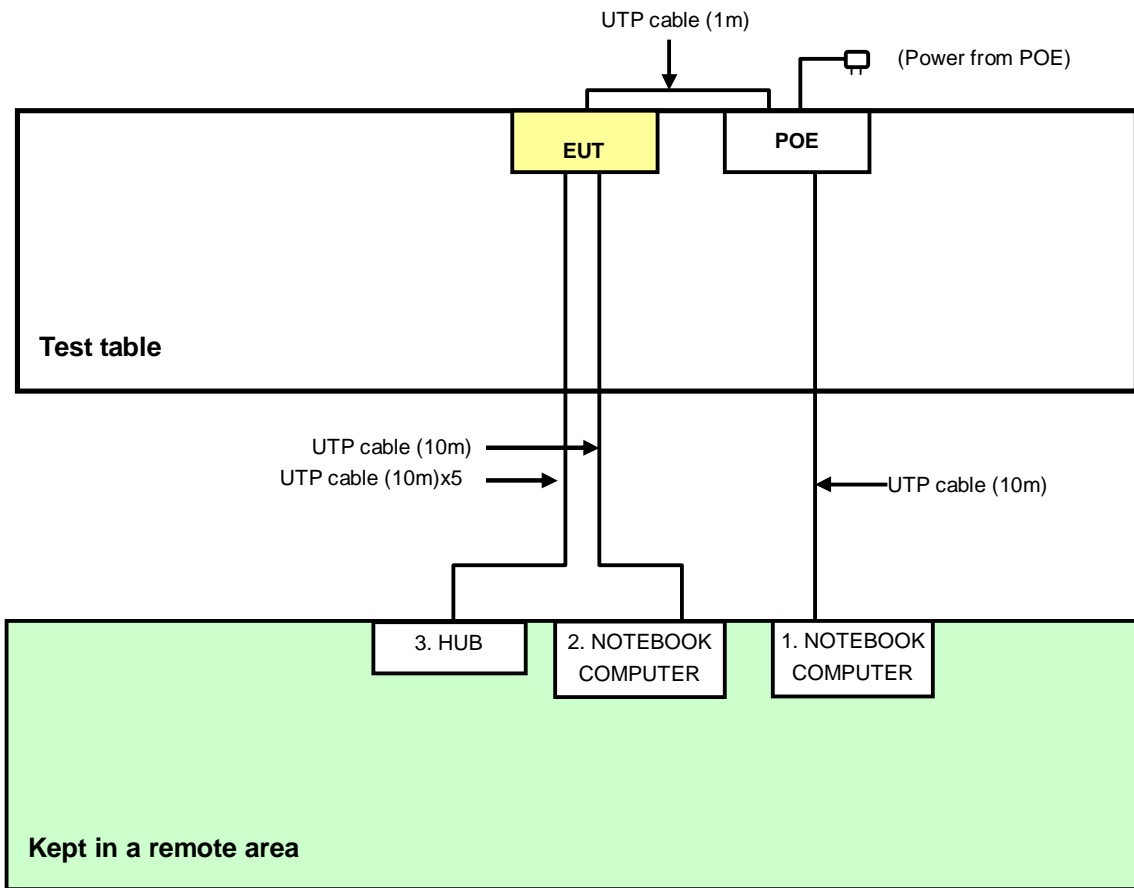 UTP cable (1m)
(Power from POE)
EUT
POE
Test table
UTP cable (10m)
UTP cable (10m)x5
UTP cable (10m)
3. HUB
2. NOTEBOOK
COMPUTER
1. NOTEBOOK
COMPUTER
Kept in a remote area